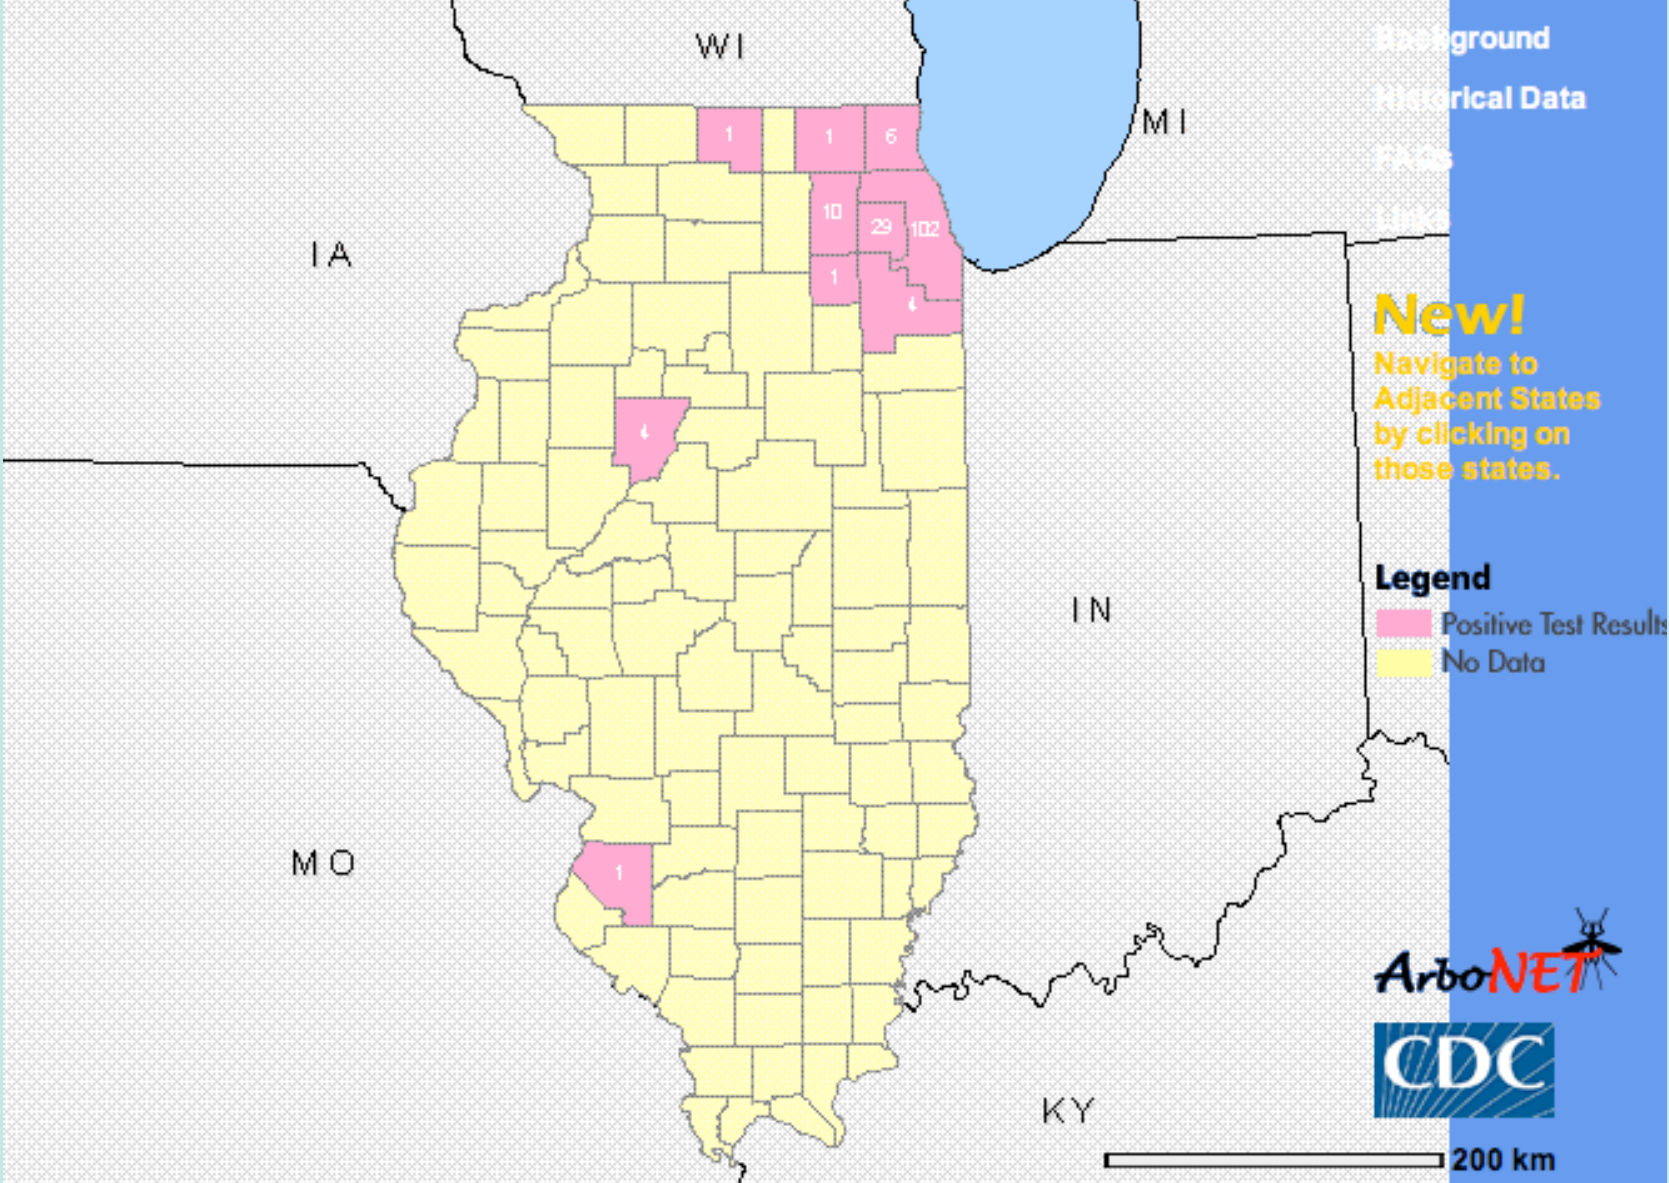 WI
MI
IA
IN
MO
KY
1
1
6
10
29
102
1
4
4
1
Background
Historical Data
FAQs
Links
New!
Navigate to
Adjacent States
by clicking on
those states.
Legend
Positive Test Results
No Data
ArboNET
CDC
200 km